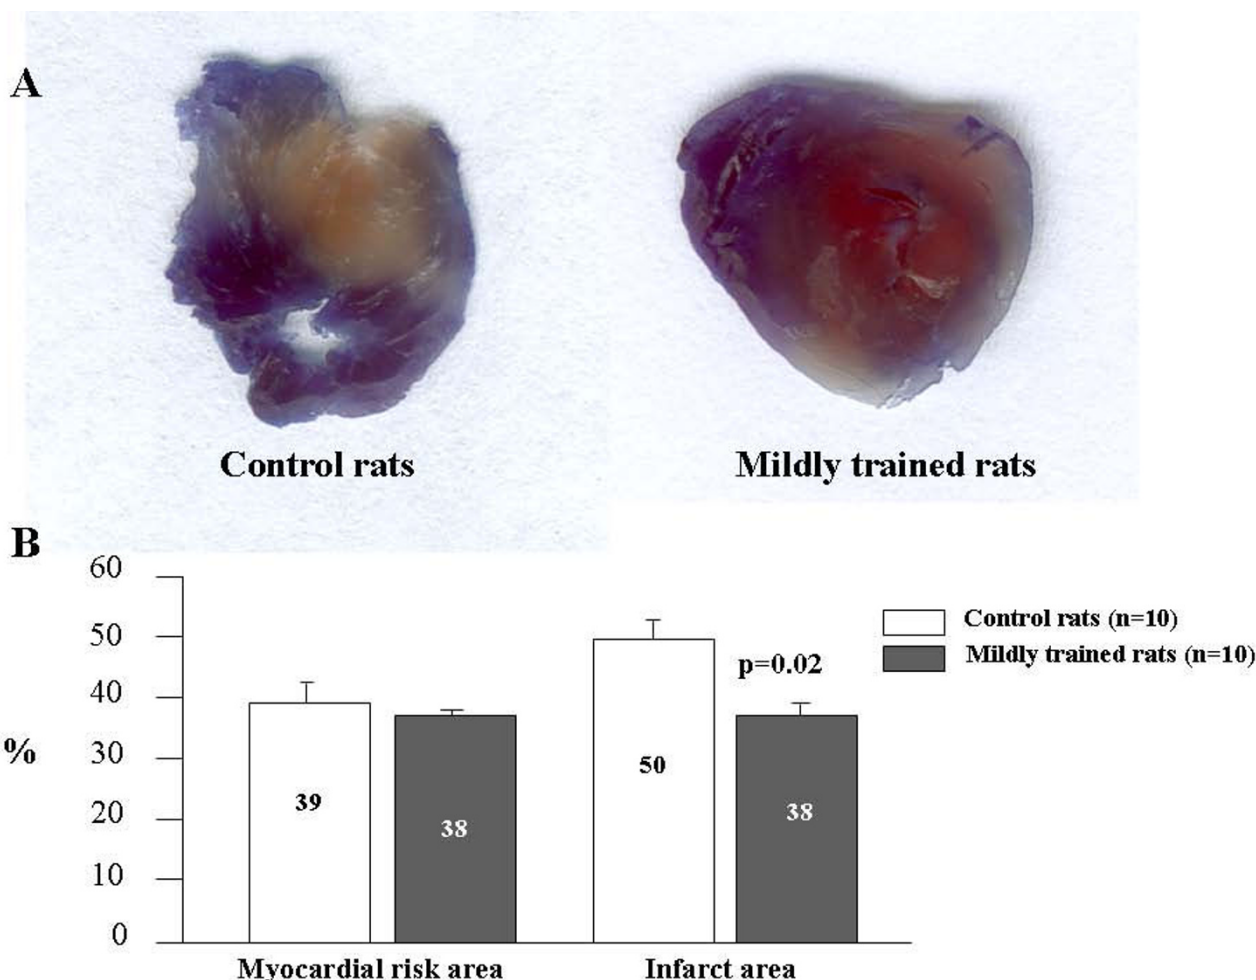 A
Control rats
Mildly trained rats
B
60
50
40
30
20
10
0
%
39
38
50
38
p=0.02
Control rats (n=10)
Mildly trained rats (n=10)
Myocardial risk area
Infarct area